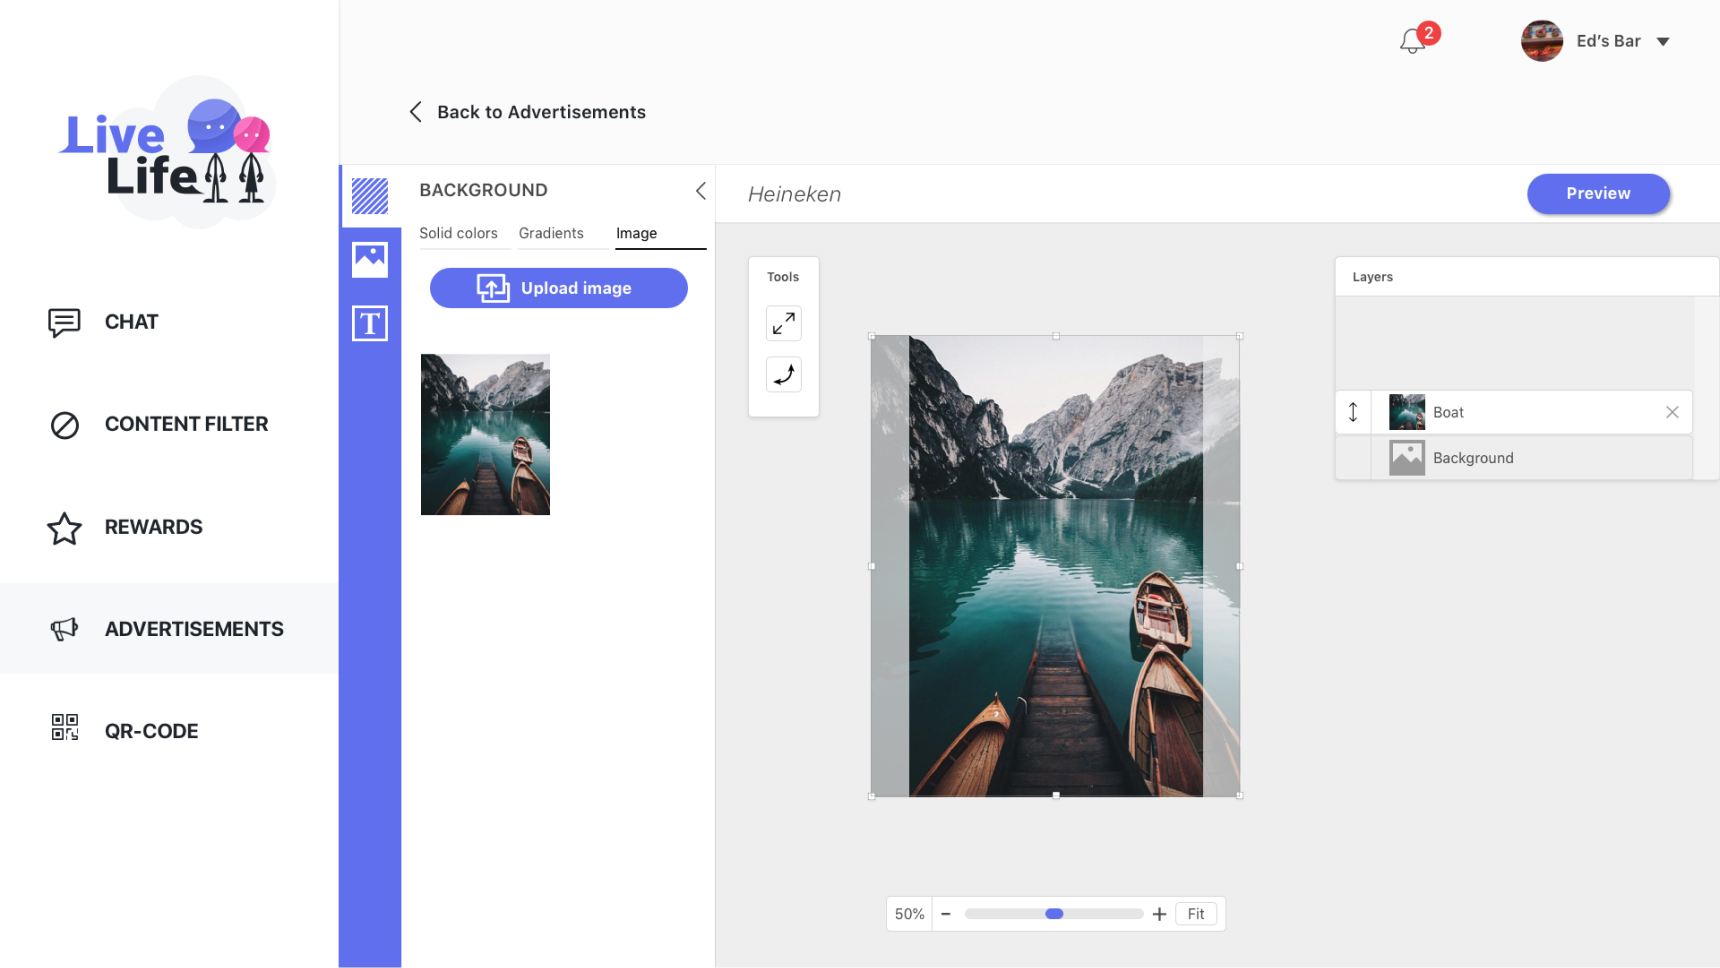 Live
Life
CHAT
CONTENT FILTER
REWARDS
ADVERTISEMENTS
QR-CODE
2
Ed's Bar
Back to Advertisements
BACKGROUND
Solid colors Gradients Image
Upload image
T
Heineken
Preview
Tools
Layers
Boat
Background
50% - + Fit